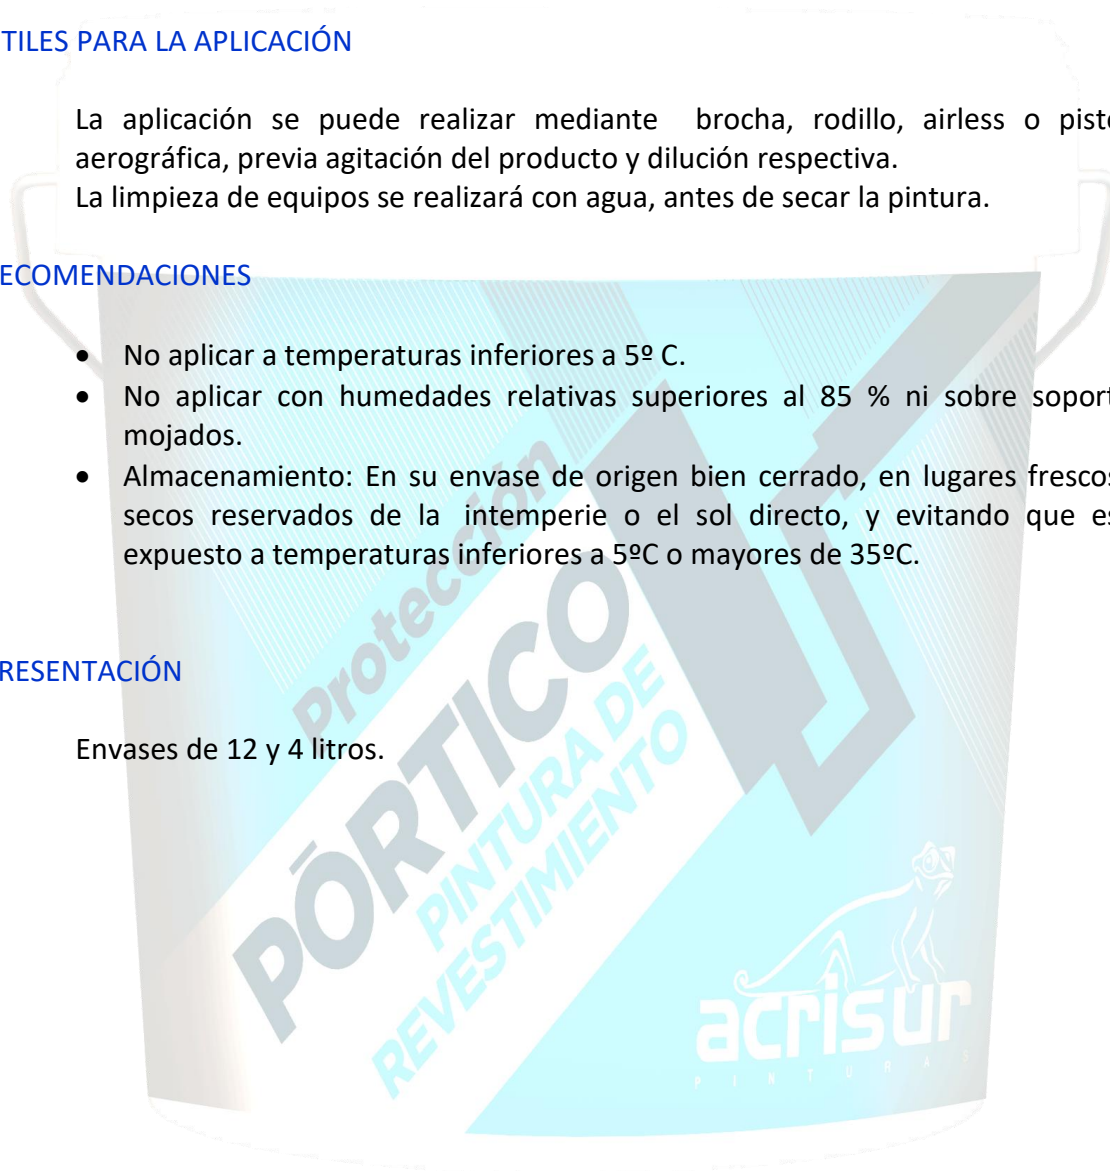 TILES PARA LA APLICACIÓN
La aplicación se puede realizar mediante brocha, rodillo, airless o pist
aerográfica, previa agitación del producto y dilución respectiva.
La limpieza de equipos se realizará con agua, antes de secar la pintura.
ECOMENDACIONES
• No aplicar a temperaturas inferiores a 5º C.
• No aplicar con humedades relativas superiores al 85 % ni sobre soport
mojados.
• Almacenamiento: En su envase de origen bien cerrado, en lugares frescos
secos reservados de la intemperie o el sol directo, y evitando que es
expuesto a temperaturas inferiores a 5ºC o mayores de 35ºC.
RESENTACIÓN
Envases de 12 y 4 litros.
Protección
PÓRTICO
PINTURA DE
REVESTIMIENTO
acrisur
PINTURAS